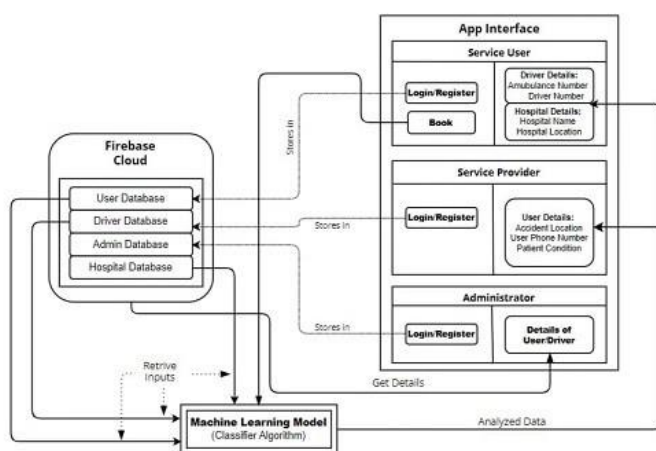 App Interface
Service User
Login/Register
Book
Driver Details:
Amubulance Number
Driver Number
Hospital Details:
Hospital Name
Hospital Location
Stores in
Firebase
Cloud
User Database
Driver Database
Admin Database
Hospital Database
Service Provider
Login/Register
User Details:
Accident Location
User Phone Number
Patient Condition
Stores in
Administrator
Login/Register
Details of
User/Driver
Stores in
Retrive
Inputs
Get Details
Machine Learning Model
(Classifier Algorithm)
Analyzed Data